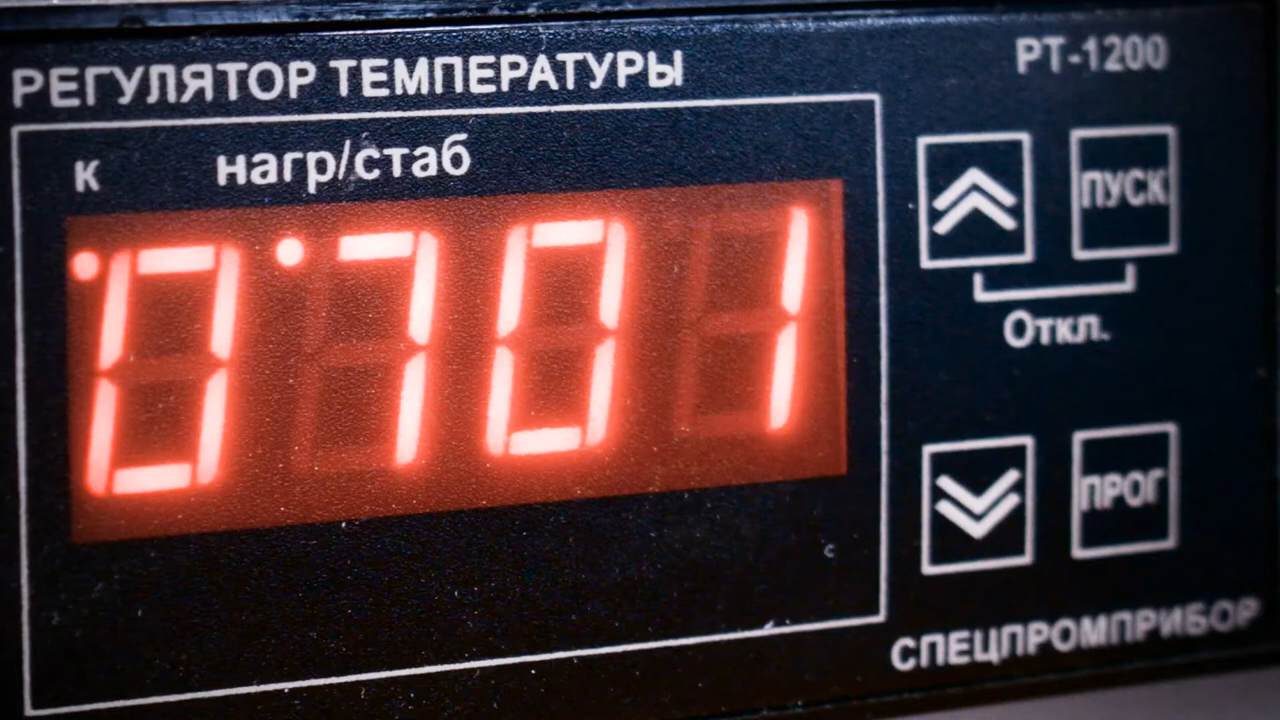 РЕГУЛЯТОР ТЕМПЕРАТУРЫ
РТ-1200
К нагр/стаб
0701
ПУСК
Откл.
ПРОГ
СПЕЦПРОМПРИБОР